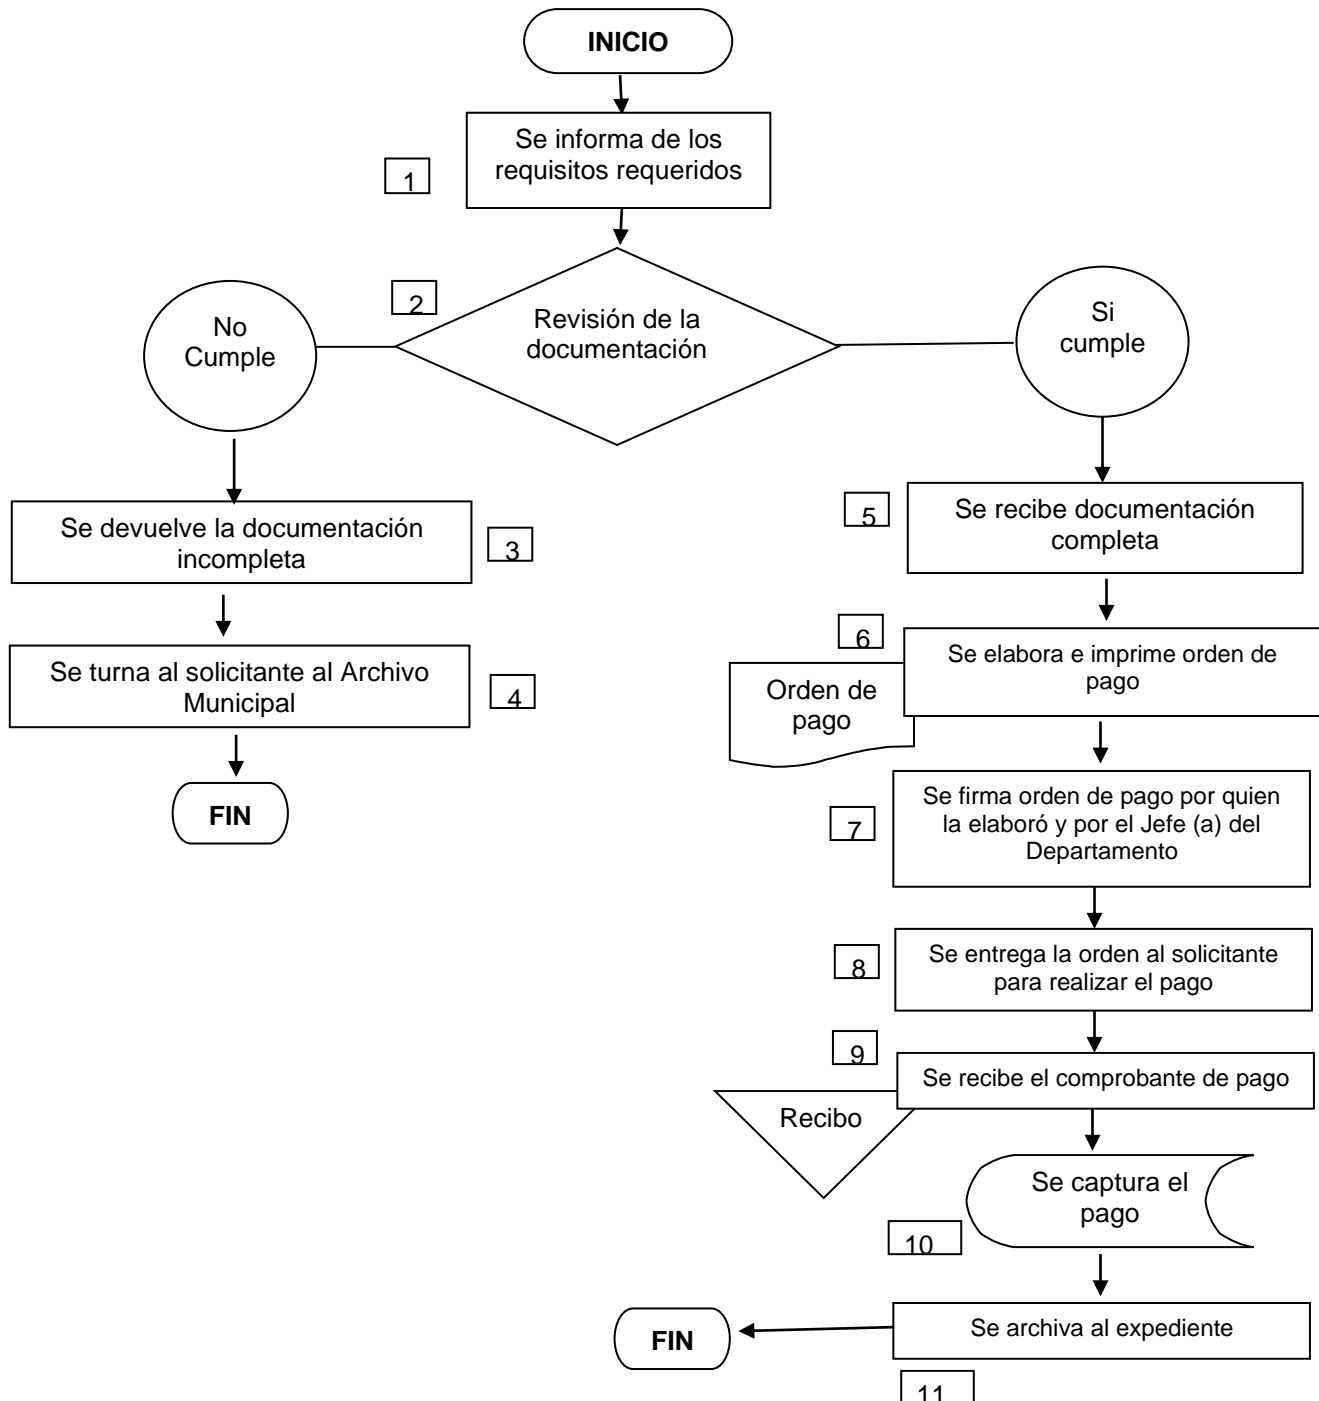 INICIO
Se informa de los
requisitos requeridos
1
2
Revisión de la
documentación
No
Cumple
Si
cumple
Se devuelve la documentación
incompleta
3
Se turna al solicitante al Archivo
Municipal
4
FIN
5
Se recibe documentación
completa
6
Se elabora e imprime orden de
pago
Orden de
pago
Se firma orden de pago por quien
la elaboró y por el Jefe (a) del
Departamento
7
Se entrega la orden al solicitante
para realizar el pago
8
9
Se recibe el comprobante de pago
Recibo
Se captura el
pago
10
Se archiva al expediente
FIN
11